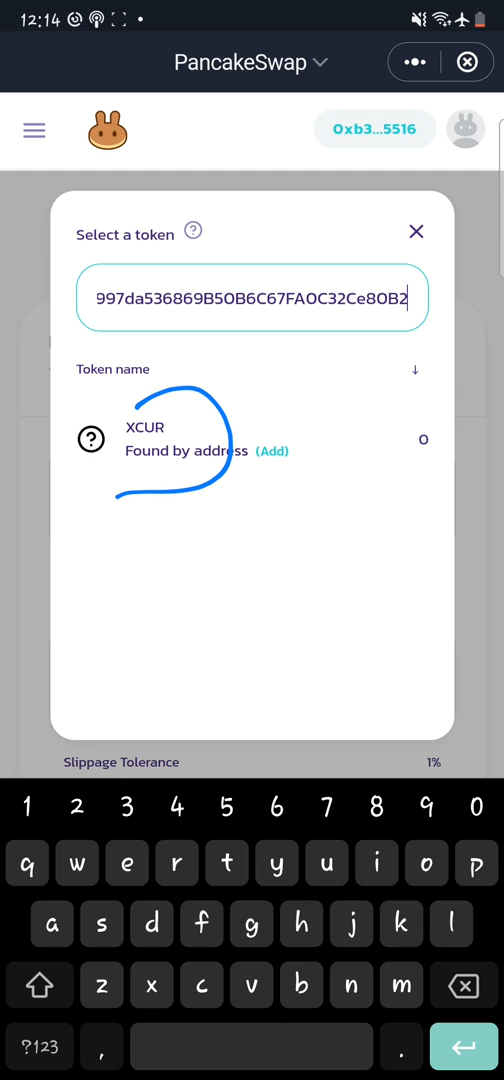 12:14
PancakeSwap
0xb3...5516
Select a token
997da536869B50B6C67FA0C32Ce80B2
Token name
XCUR
Found by address (Add)
0
Slippage Tolerance 1%
1 2 3 4 5 6 7 8 9 0
q w e r t y u i o p
a s d f g h j k l
z x c v b n m
?123 , .